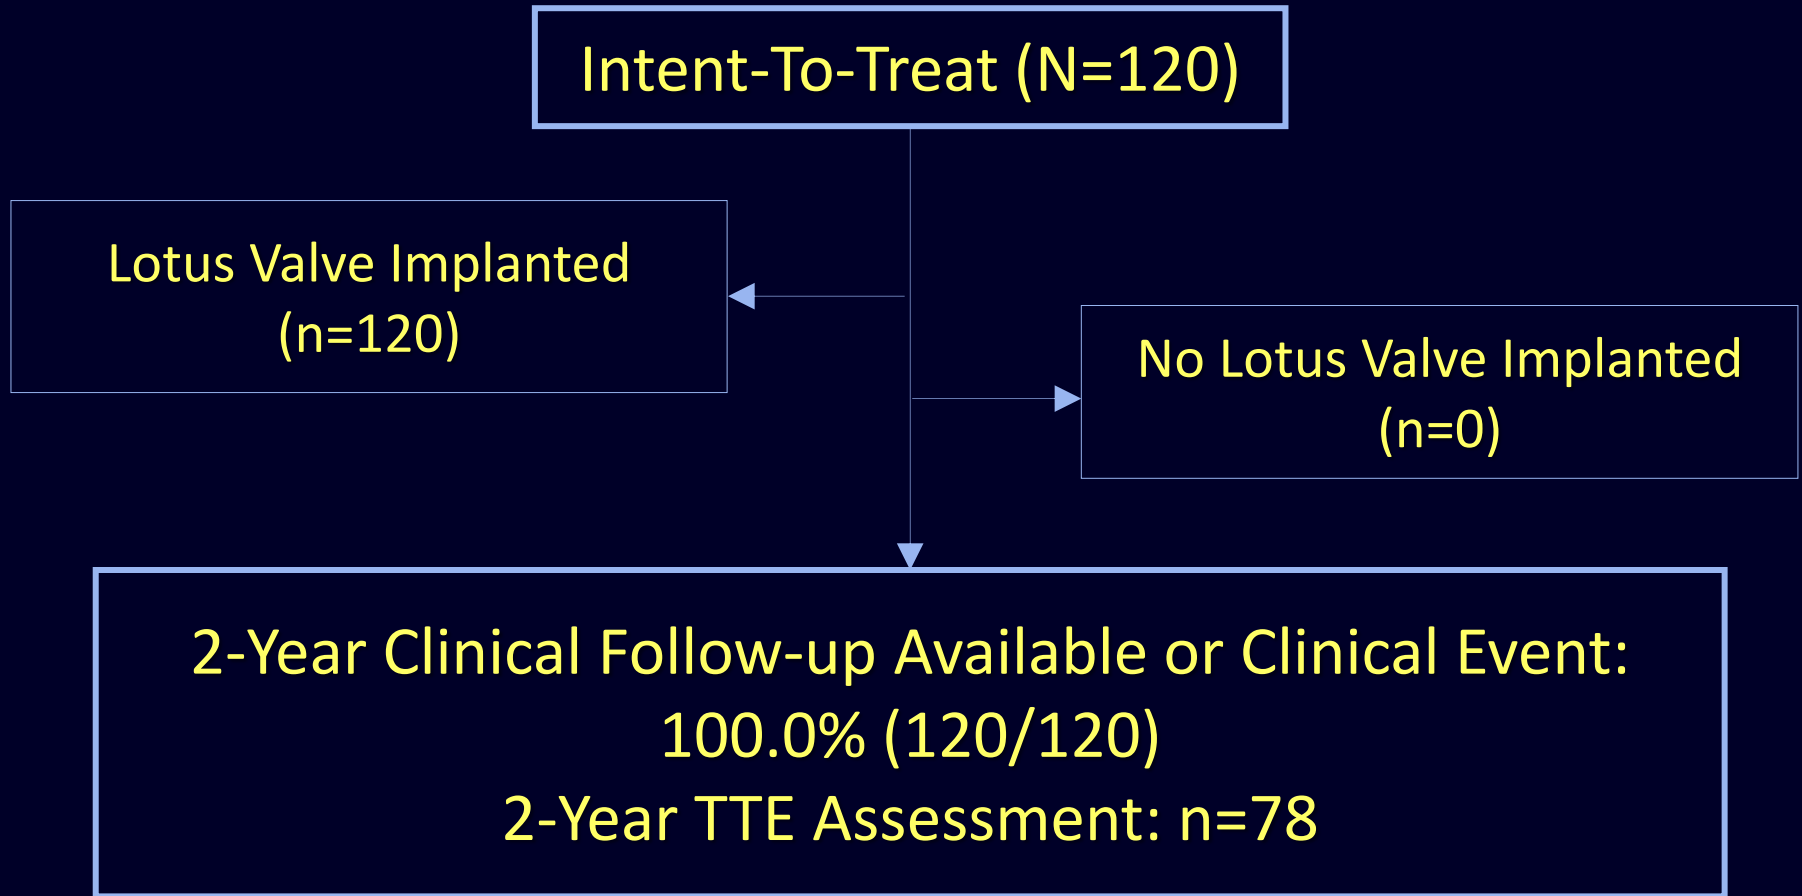 Intent-To-Treat (N=120)
Lotus Valve Implanted
(n=120)
No Lotus Valve Implanted
(n=0)
2-Year Clinical Follow-up Available or Clinical Event:
100.0% (120/120)
2-Year TTE Assessment: n=78